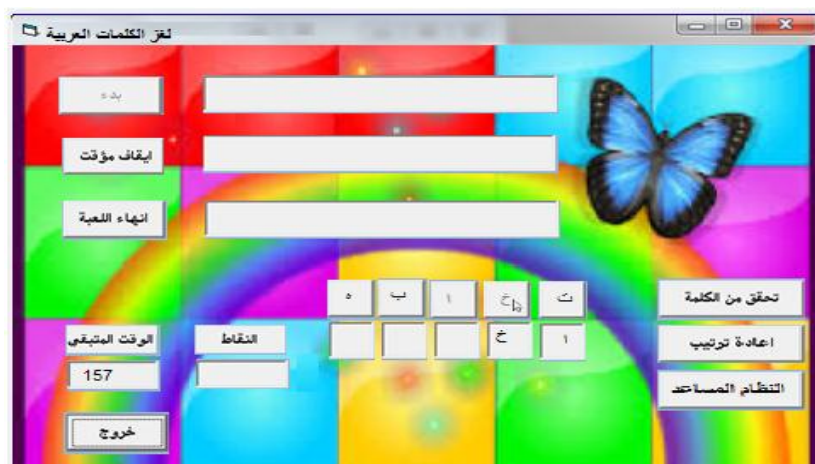 لغز الكلمات العربية
بدء
ايقاف مؤقت
انهاء اللعبة
ث خ ا ب ه
ا خ
تحقق من الكلمة
اعادة ترتيب
النظام المساعد
النقاط
الوقت المتبقي
157
خروج